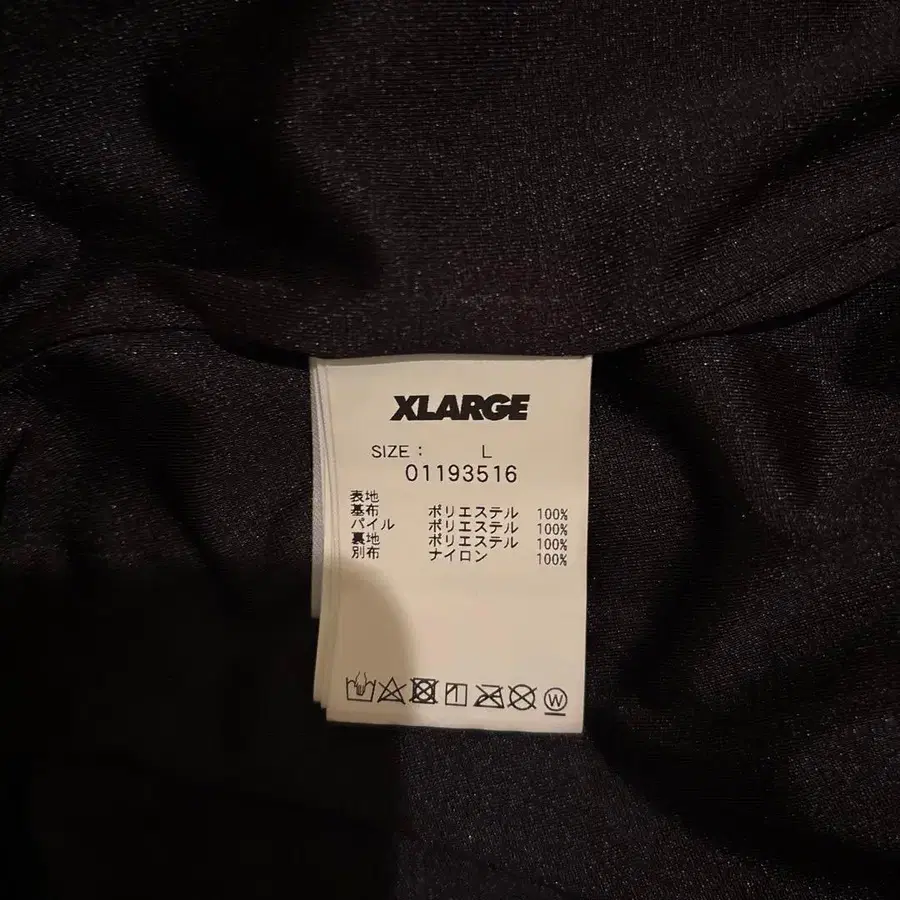 XLARGE
SIZE : L
01193516
表地
基布 ポリエステル 100%
パイル ポリエステル 100%
裏地 ポリエステル 100%
別布 ナイロン 100%
W